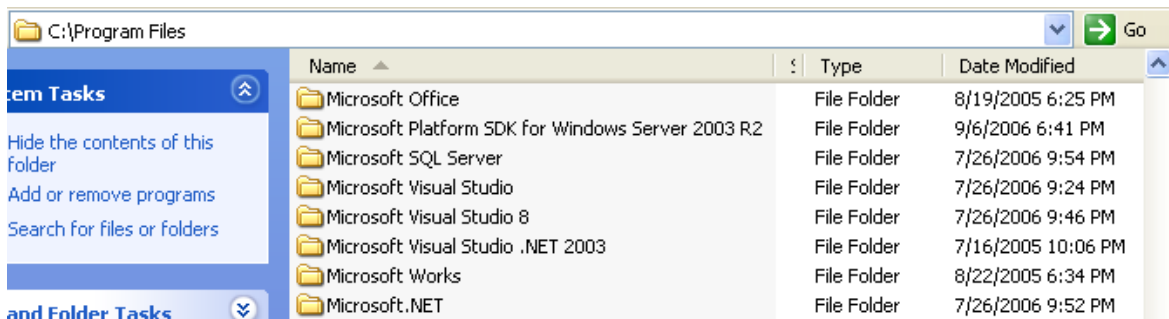 C:\Program Files Go
Name Type Date Modified
tem Tasks
Hide the contents of this
folder
Add or remove programs
Search for files or folders
and Folder Tasks
Microsoft Office File Folder 8/19/2005 6:25 PM
Microsoft Platform SDK for Windows Server 2003 R2 File Folder 9/6/2006 6:41 PM
Microsoft SQL Server File Folder 7/26/2006 9:54 PM
Microsoft Visual Studio File Folder 7/26/2006 9:24 PM
Microsoft Visual Studio 8 File Folder 7/26/2006 9:46 PM
Microsoft Visual Studio .NET 2003 File Folder 7/16/2005 10:06 PM
Microsoft Works File Folder 8/22/2005 6:34 PM
Microsoft.NET File Folder 7/26/2006 9:52 PM